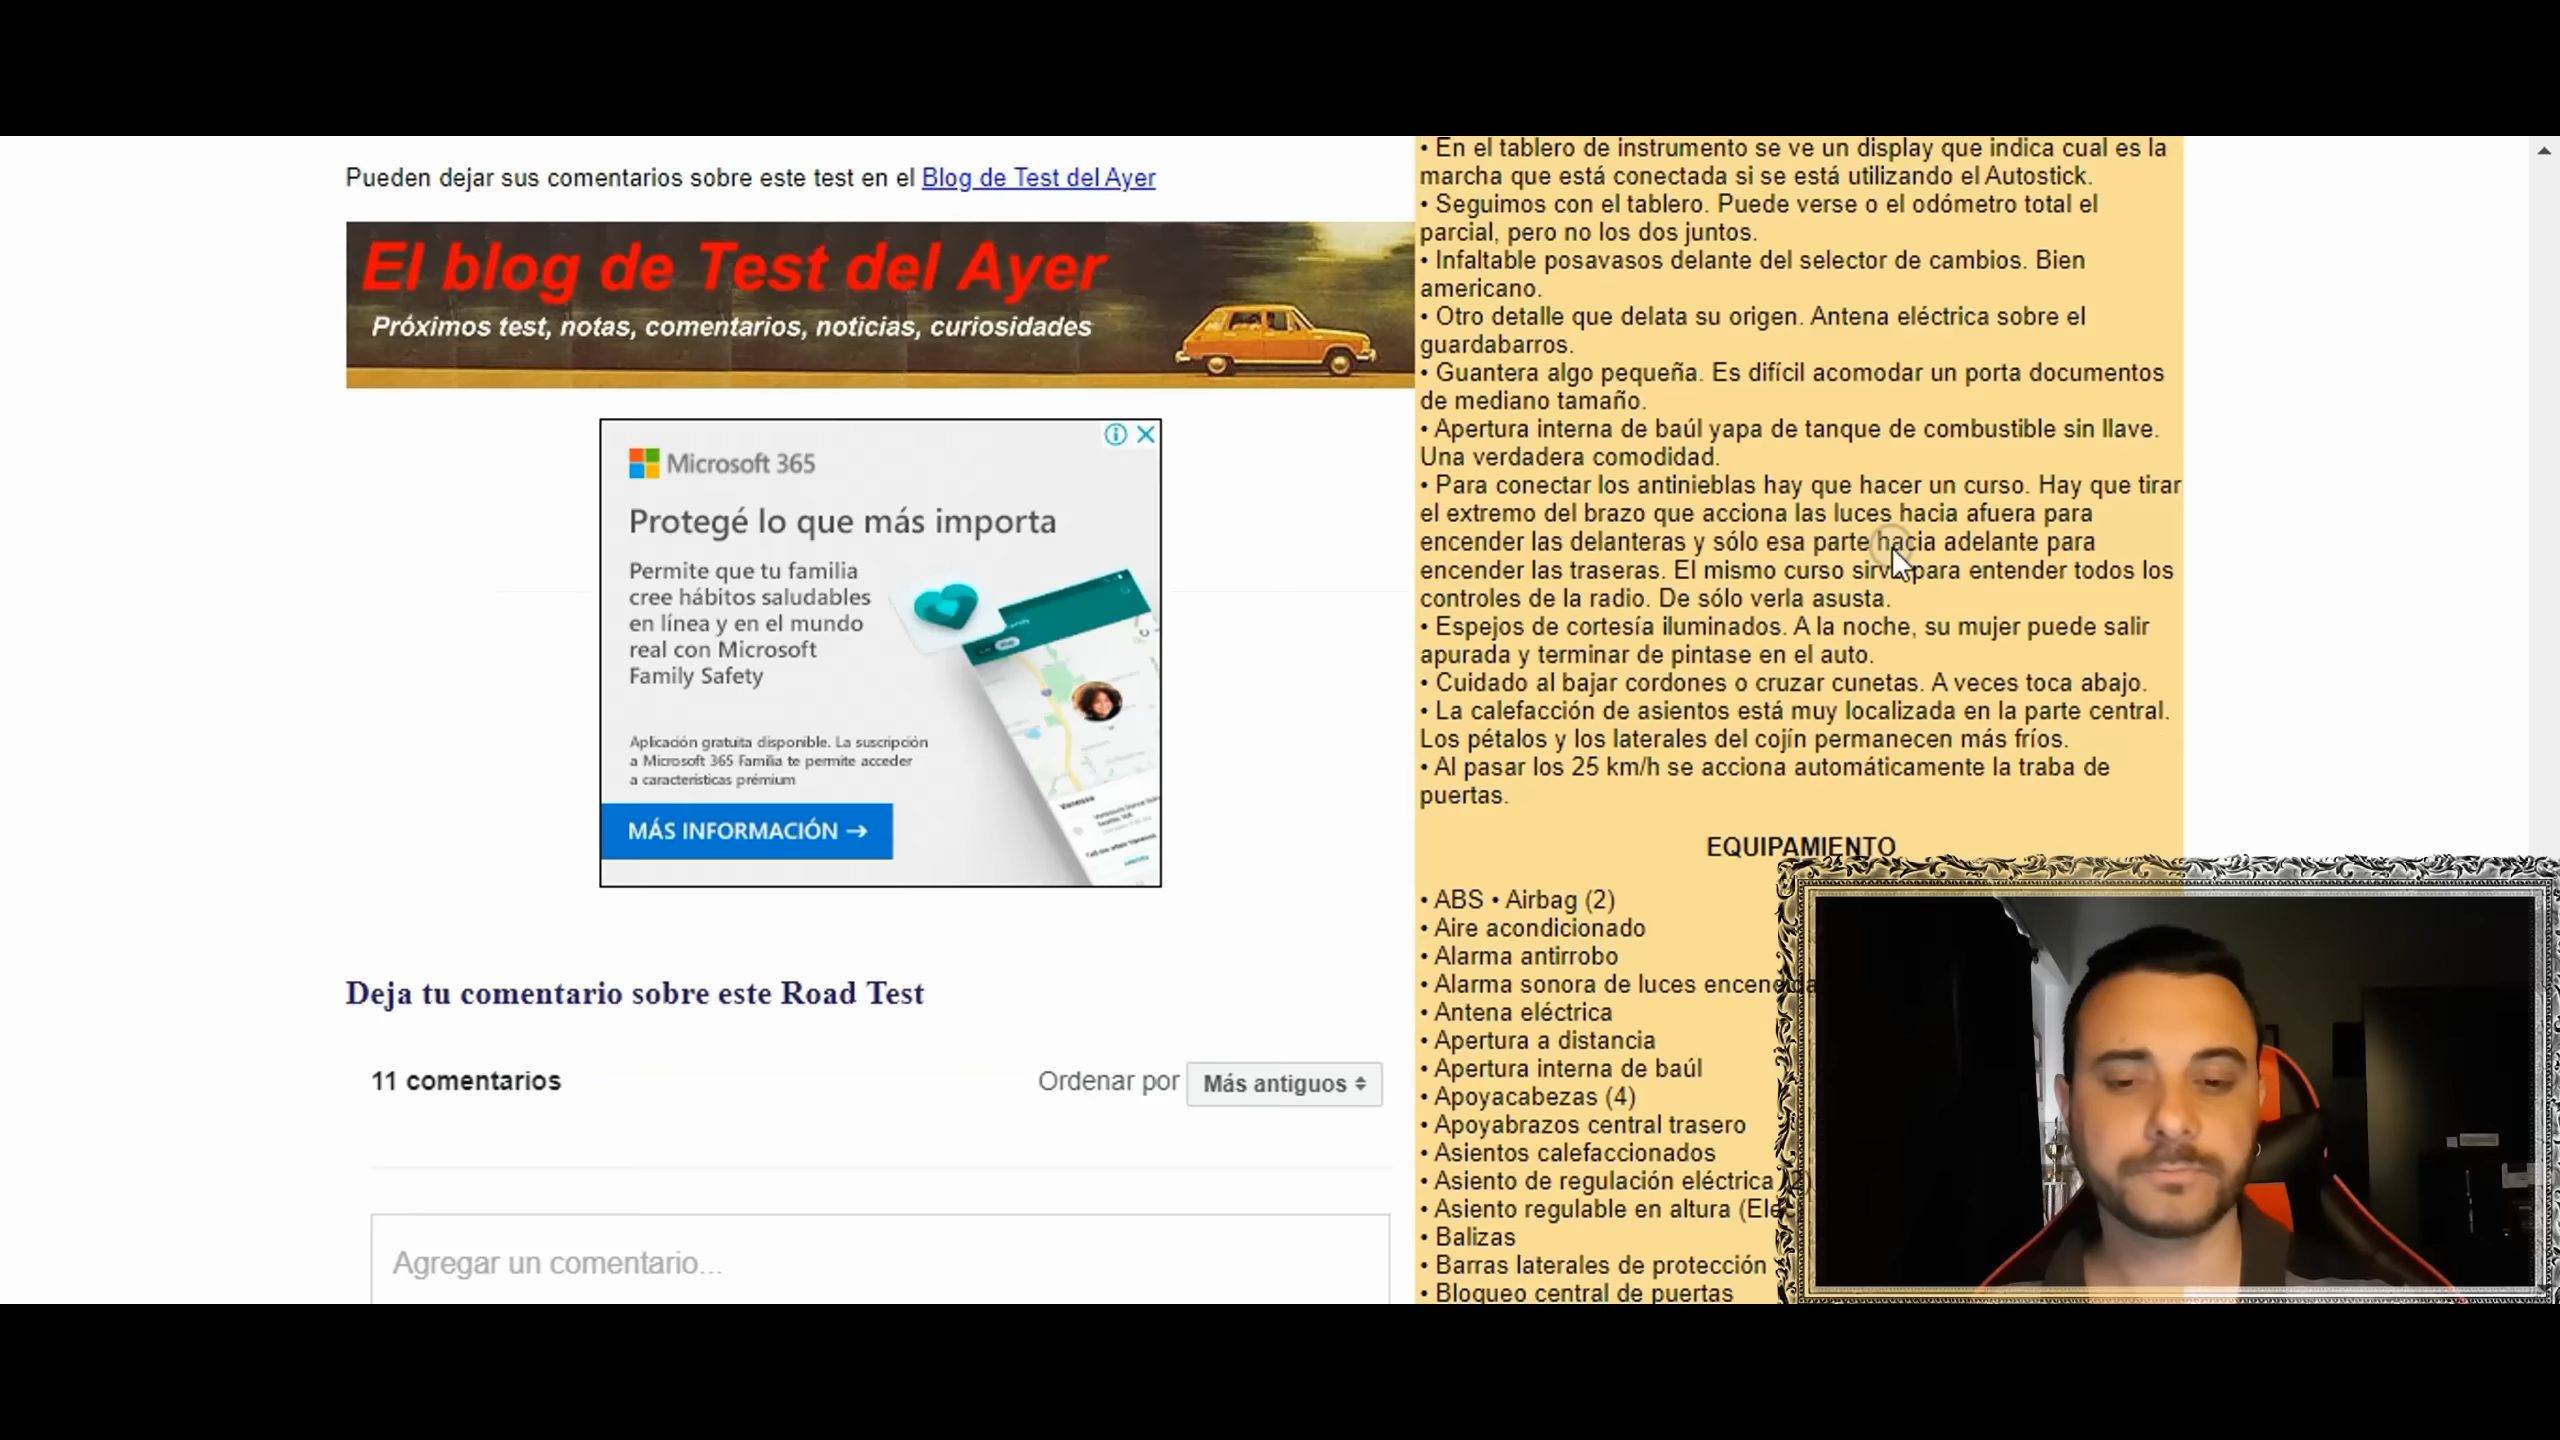 Pueden dejar sus comentarios sobre este test en el Blog de Test del Ayer
El blog de Test del Ayer
Próximos test, notas, comentarios, noticias, curiosidades
Microsoft 365
Protegé lo que más importa
Permite que tu familia
cree hábitos saludables
en línea y en el mundo
real con Microsoft
Family Safety
Aplicación gratuita disponible. La suscripción
a Microsoft 365 Familia te permite acceder
a características prémium
MÁS INFORMACIÓN →
Deja tu comentario sobre este Road Test
11 comentarios
Ordenar por Más antiguos
Agregar un comentario...
• En el tablero de instrumento se ve un display que indica cual es la
marcha que está conectada si se está utilizando el Autostick.
• Seguimos con el tablero. Puede verse o el odómetro total el
parcial, pero no los dos juntos.
• Infaltable posavasos delante del selector de cambios. Bien
americano.
• Otro detalle que delata su origen. Antena eléctrica sobre el
guardabarros.
• Guantera algo pequeña. Es difícil acomodar un porta documentos
de mediano tamaño.
• Apertura interna de baúl yapa de tanque de combustible sin llave.
Una verdadera comodidad.
• Para conectar los antinieblas hay que hacer un curso. Hay que tirar
el extremo del brazo que acciona las luces hacia afuera para
encender las delanteras y sólo esa parte hacia adelante para
encender las traseras. El mismo curso sirve para entender todos los
controles de la radio. De sólo verla asusta.
• Espejos de cortesía iluminados. A la noche, su mujer puede salir
apurada y terminar de pintase en el auto.
• Cuidado al bajar cordones o cruzar cunetas. A veces toca abajo.
• La calefacción de asientos está muy localizada en la parte central.
Los pétalos y los laterales del cojín permanecen más fríos.
• Al pasar los 25 km/h se acciona automáticamente la traba de
puertas.
EQUIPAMIENTO
• ABS • Airbag (2)
• Aire acondicionado
• Alarma antirrobo
• Alarma sonora de luces encendida
• Antena eléctrica
• Apertura a distancia
• Apertura interna de baúl
• Apoyacabezas (4)
• Apoyabrazos central trasero
• Asientos calefaccionados
• Asiento de regulación eléctrica (2)
• Asiento regulable en altura (Ele
• Balizas
• Barras laterales de protección
• Bloqueo central de puertas